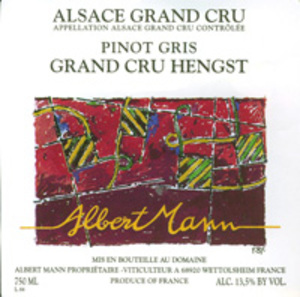 ALSACE GRAND CRU
APPELLATION ALSACE GRAND CRU CONTRÔLÉE
PINOT GRIS
GRAND CRU HENGST
Albert Mann
MIS EN BOUTEILLE AU DOMAINE
ALBERT MANN PROPRIÉTAIRE -VITICULTEUR A 68920 WETTOLSHEIM FRANCE
750 ML PRODUCE OF FRANCE ALC. 13,5% BY VOL.